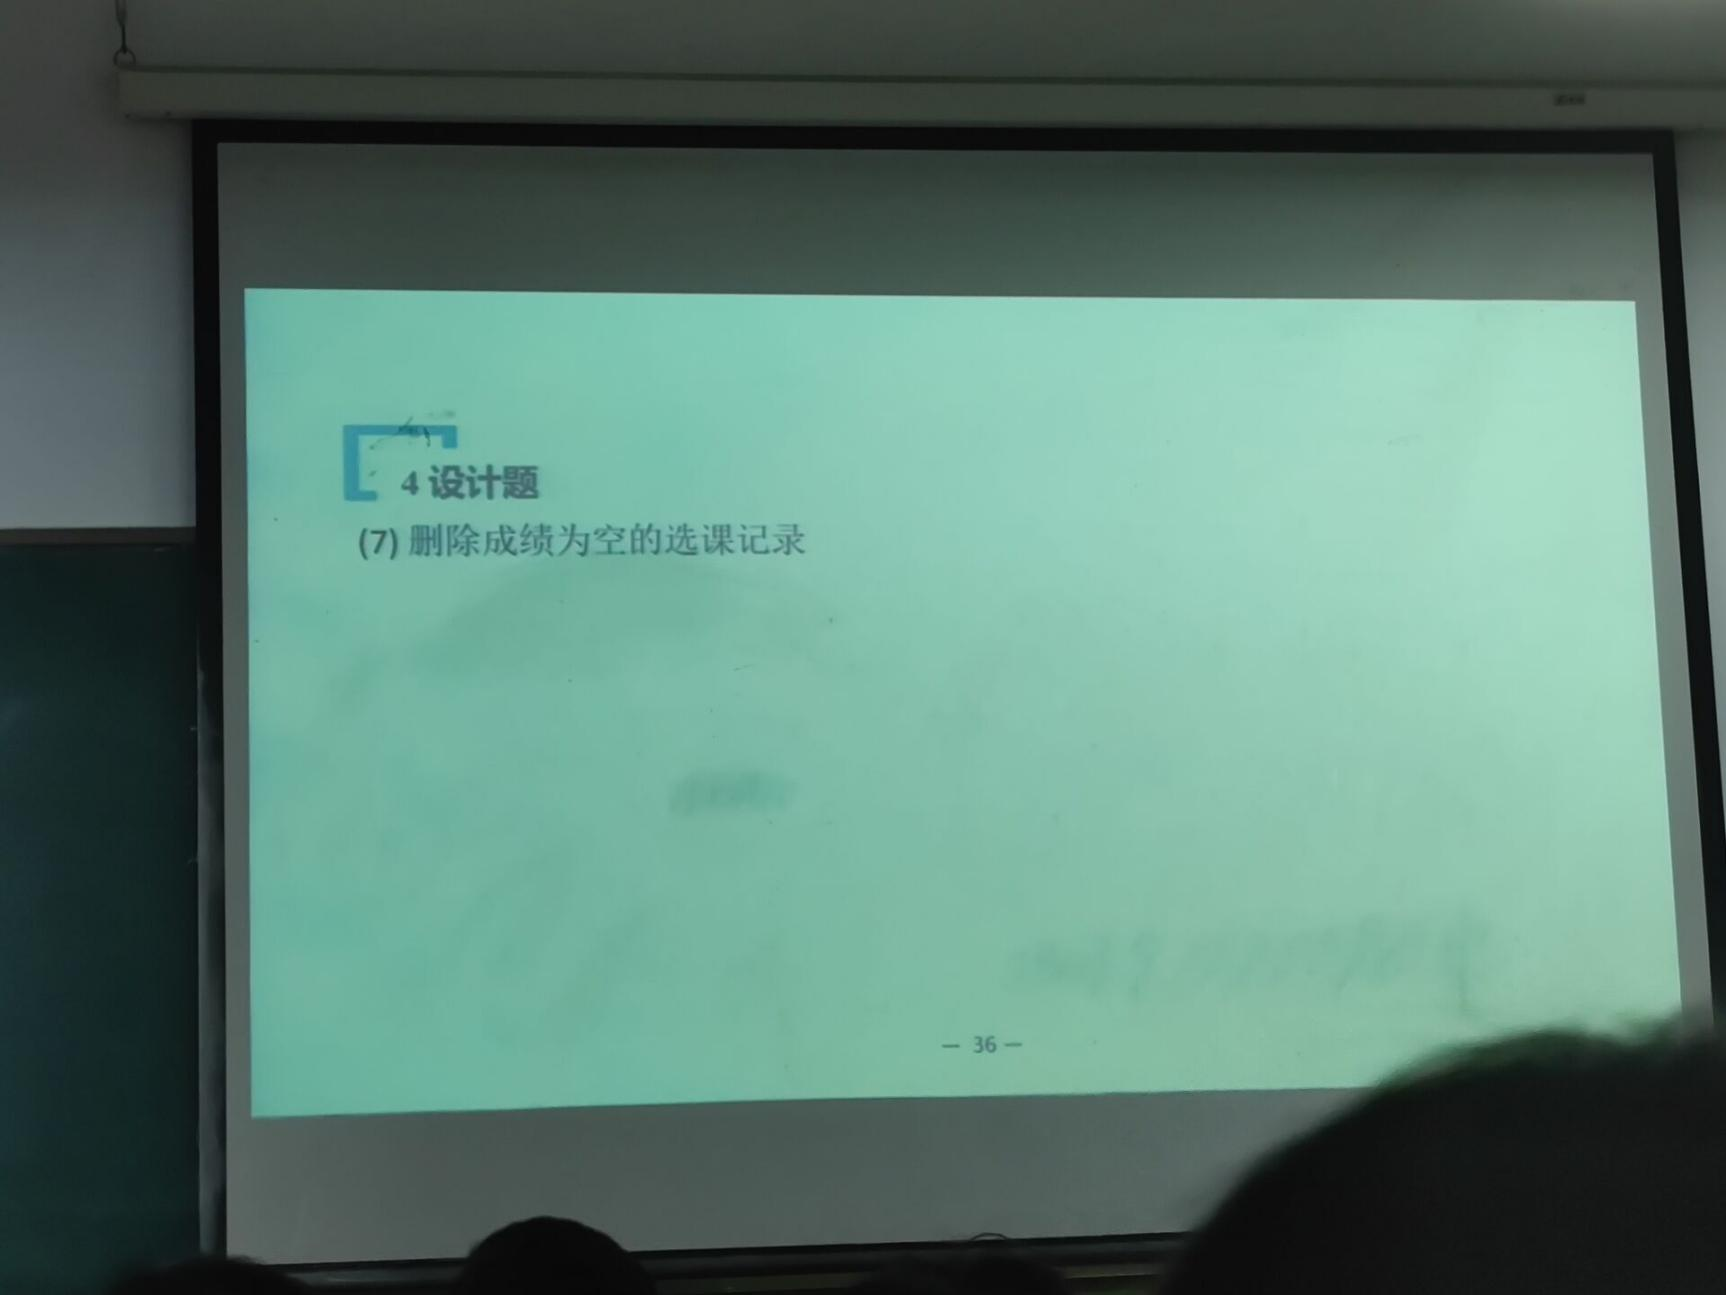 4 设计题
(7) 删除成绩为空的选课记录
— 36 —